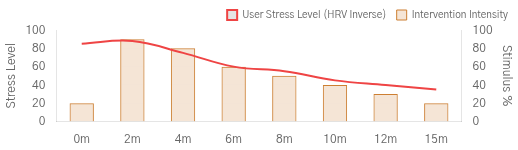 User Stress Level (HRV Inverse) Intervention Intensity
100 100
80 80
60 60
40 40
20 20
0 0
Stress Level
Stimulus %
0m 2m 4m 6m 8m 10m 12m 15m